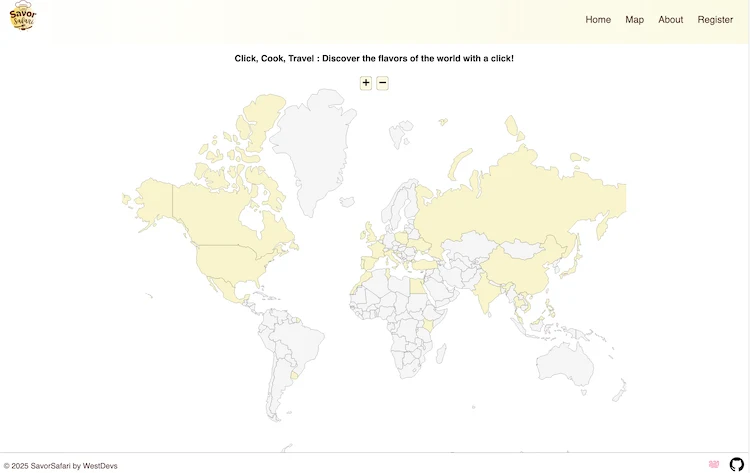 Savor
Safari
Home Map About Register
Click, Cook, Travel : Discover the flavors of the world with a click!
+ −
© 2025 SavorSafari by WestDevs